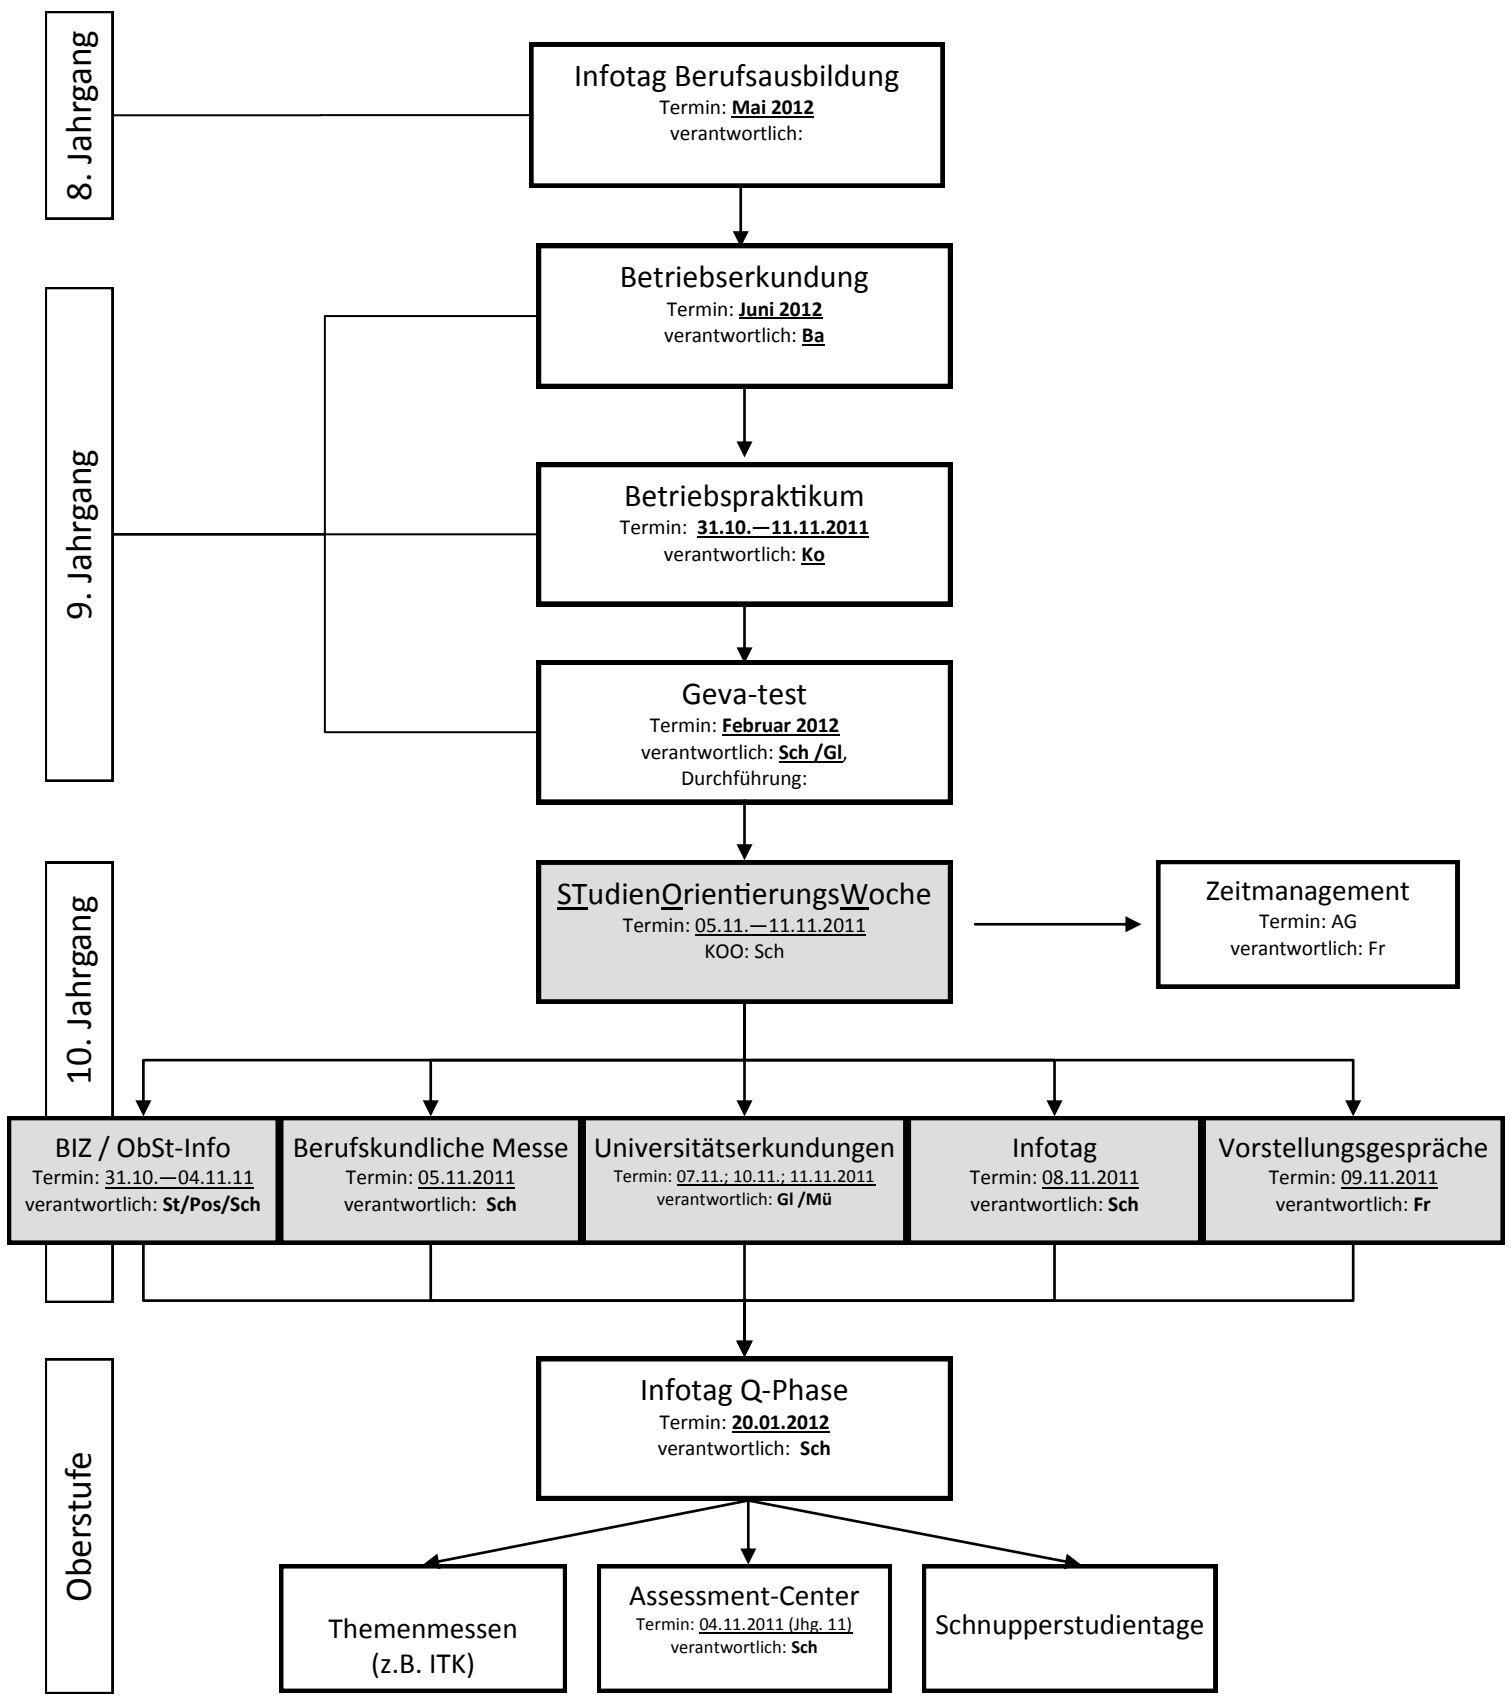 8. Jahrgang
Infotag Berufsausbildung
Termin: Mai 2012
verantwortlich:
9. Jahrgang
Betriebserkundung
Termin: Juni 2012
verantwortlich: Ba
Betriebspraktikum
Termin: 31.10.—11.11.2011
verantwortlich: Ko
Geva-test
Termin: Februar 2012
verantwortlich: Sch /Gl,
Durchführung:
10. Jahrgang
STudienOrientierungsWoche
Termin: 05.11.—11.11.2011
KOO: Sch
Zeitmanagement
Termin: AG
verantwortlich: Fr
BIZ / ObSt-Info
Termin: 31.10.—04.11.11
verantwortlich: St/Pos/Sch
Berufskundliche Messe
Termin: 05.11.2011
verantwortlich: Sch
Universitätserkundungen
Termin: 07.11.; 10.11.; 11.11.2011
verantwortlich: Gl /Mü
Infotag
Termin: 08.11.2011
verantwortlich: Sch
Vorstellungsgespräche
Termin: 09.11.2011
verantwortlich: Fr
Oberstufe
Infotag Q-Phase
Termin: 20.01.2012
verantwortlich: Sch
Themenmessen
(z.B. ITK)
Assessment-Center
Termin: 04.11.2011 (Jhg. 11)
verantwortlich: Sch
Schnupperstudientage